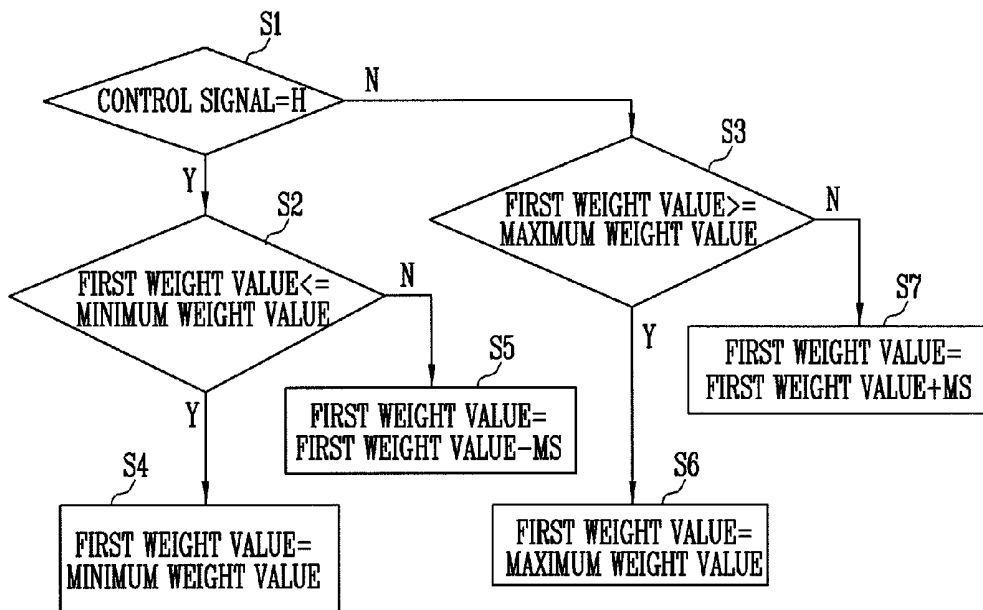 S1
CONTROL SIGNAL=H
N
Y
S2
FIRST WEIGHT VALUE<=
MINIMUM WEIGHT VALUE
N
Y
S3
FIRST WEIGHT VALUE>=
MAXIMUM WEIGHT VALUE
N
Y
S4
FIRST WEIGHT VALUE=
MINIMUM WEIGHT VALUE
S5
FIRST WEIGHT VALUE=
FIRST WEIGHT VALUE-MS
S6
FIRST WEIGHT VALUE=
MAXIMUM WEIGHT VALUE
S7
FIRST WEIGHT VALUE=
FIRST WEIGHT VALUE+MS